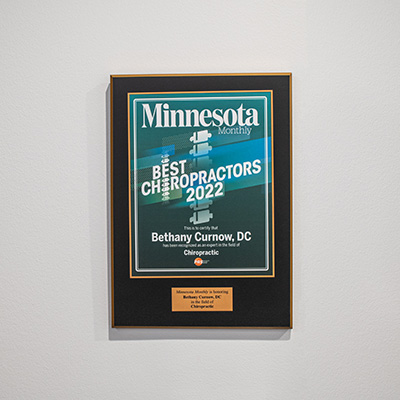 Minnesota
Monthly
BEST
CHIROPRACTORS
2022
This is to certify that
Bethany Curnow, DC
has been recognized as an expert in the field of
Chiropractic
Minnesota Monthly is honoring
Bethany Curnow, DC
in the field of
Chiropractic